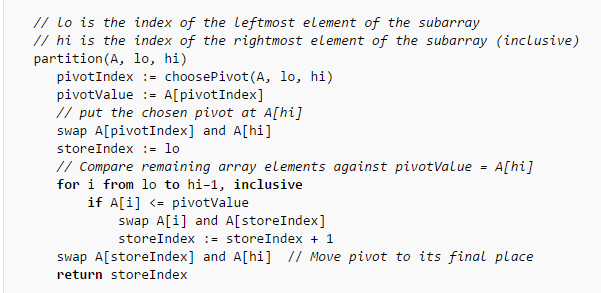 // lo is the index of the leftmost element of the subarray
// hi is the index of the rightmost element of the subarray (inclusive)
partition(A, lo, hi)
pivotIndex := choosePivot(A, lo, hi)
pivotValue := A[pivotIndex]
// put the chosen pivot at A[hi]
swap A[pivotIndex] and A[hi]
storeIndex := lo
// Compare remaining array elements against pivotValue = A[hi]
for i from lo to hi−1, inclusive
if A[i] <= pivotValue
swap A[i] and A[storeIndex]
storeIndex := storeIndex + 1
swap A[storeIndex] and A[hi]  // Move pivot to its final place
return storeIndex